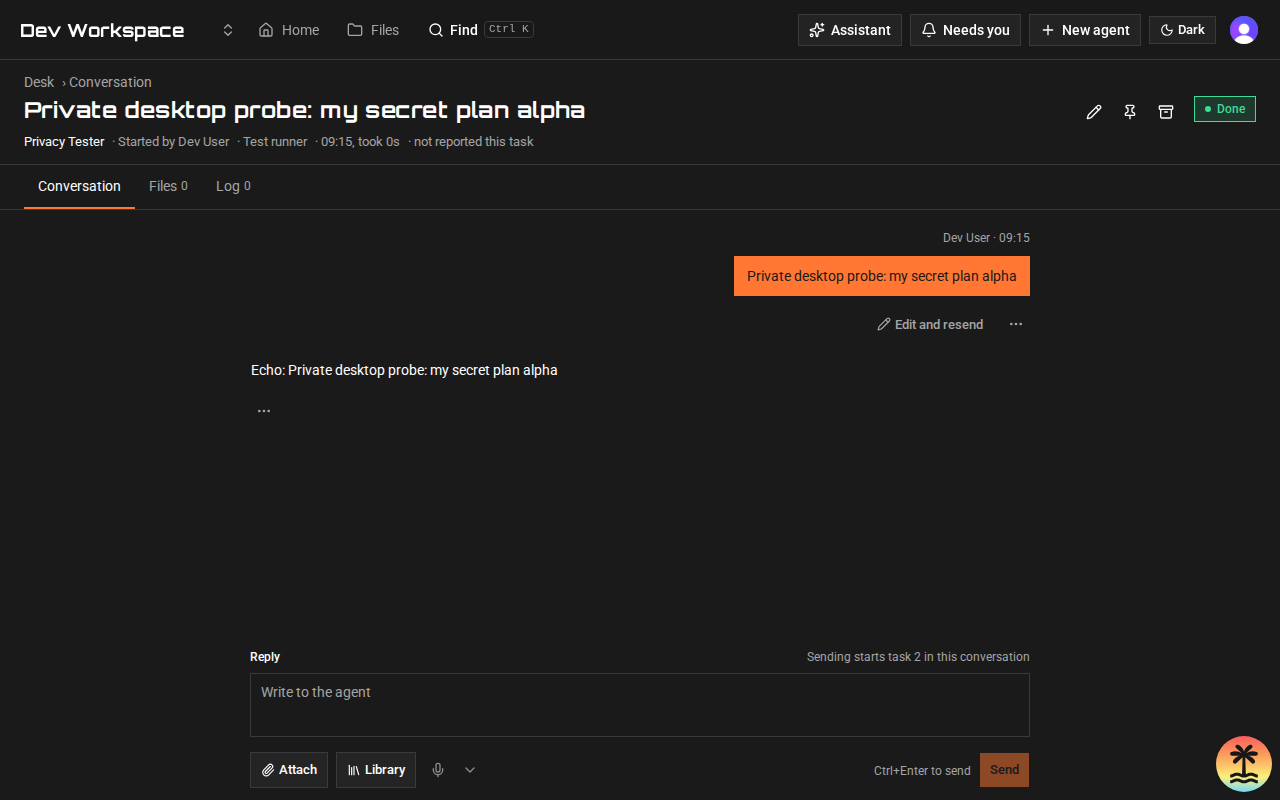 Dev Workspace
Home
Files
Find Ctrl K
Assistant
Needs you
New agent
Dark
Desk › Conversation
Private desktop probe: my secret plan alpha
Done
Privacy Tester · Started by Dev User · Test runner · 09:15, took 0s · not reported this task
Conversation
Files 0
Log 0
Dev User · 09:15
Private desktop probe: my secret plan alpha
Edit and resend
Echo: Private desktop probe: my secret plan alpha
Reply
Sending starts task 2 in this conversation
Write to the agent
Attach
Library
Ctrl+Enter to send
Send